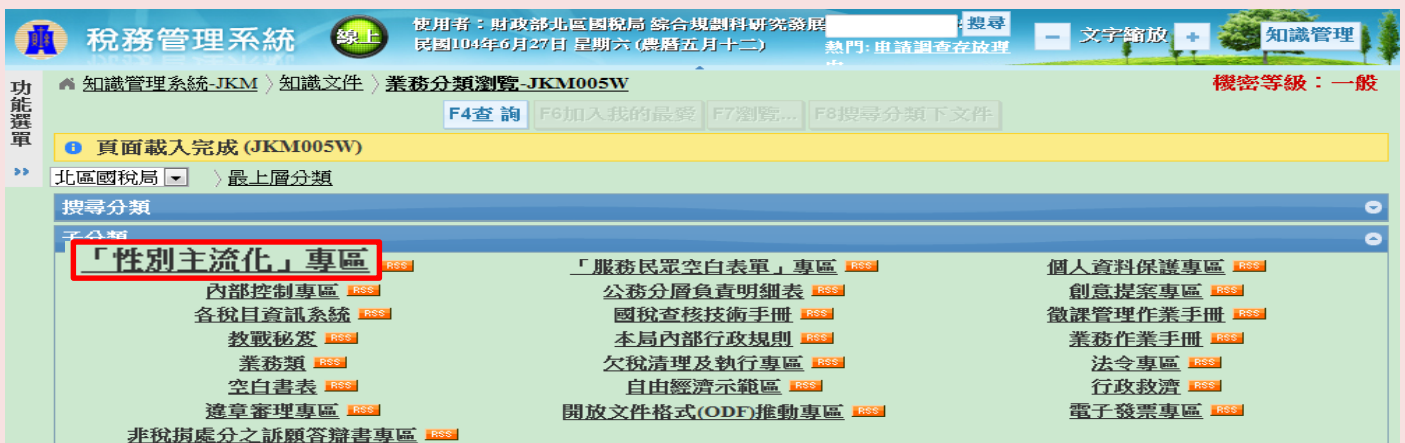 稅務管理系統
線上
使用者：財政部北區國稅局 綜合規劃科研究發展
搜尋
民國104年6月27日 星期六 (農曆五月十二)
熱門: 申請調查存放理
－ 文字縮放 ＋
知識管理
功能選單
知識管理系統-JKM 〉知識文件 〉業務分類瀏覽-JKM005W
機密等級：一般
F4查 詢 F6加入我的最愛 F7瀏覽... F8搜尋分類下文件
頁面載入完成 (JKM005W)
北區國稅局 〉最上層分類
搜尋分類
子分類
「性別主流化」專區 RSS 「服務民眾空白表單」專區 RSS 個人資料保護專區 RSS
內部控制專區 RSS 公務分層負責明細表 RSS 創意提案專區 RSS
各稅目資訊系統 RSS 國稅查核技術手冊 RSS 徵課管理作業手冊 RSS
教戰秘笈 RSS 本局內部行政規則 RSS 業務作業手冊 RSS
業務類 RSS 欠稅清理及執行專區 RSS 法令專區 RSS
空白書表 RSS 自由經濟示範區 RSS 行政救濟 RSS
違章審理專區 RSS 開放文件格式(ODF)推動專區 RSS 電子發票專區 RSS
非稅捐處分之訴願答辯書專區 RSS